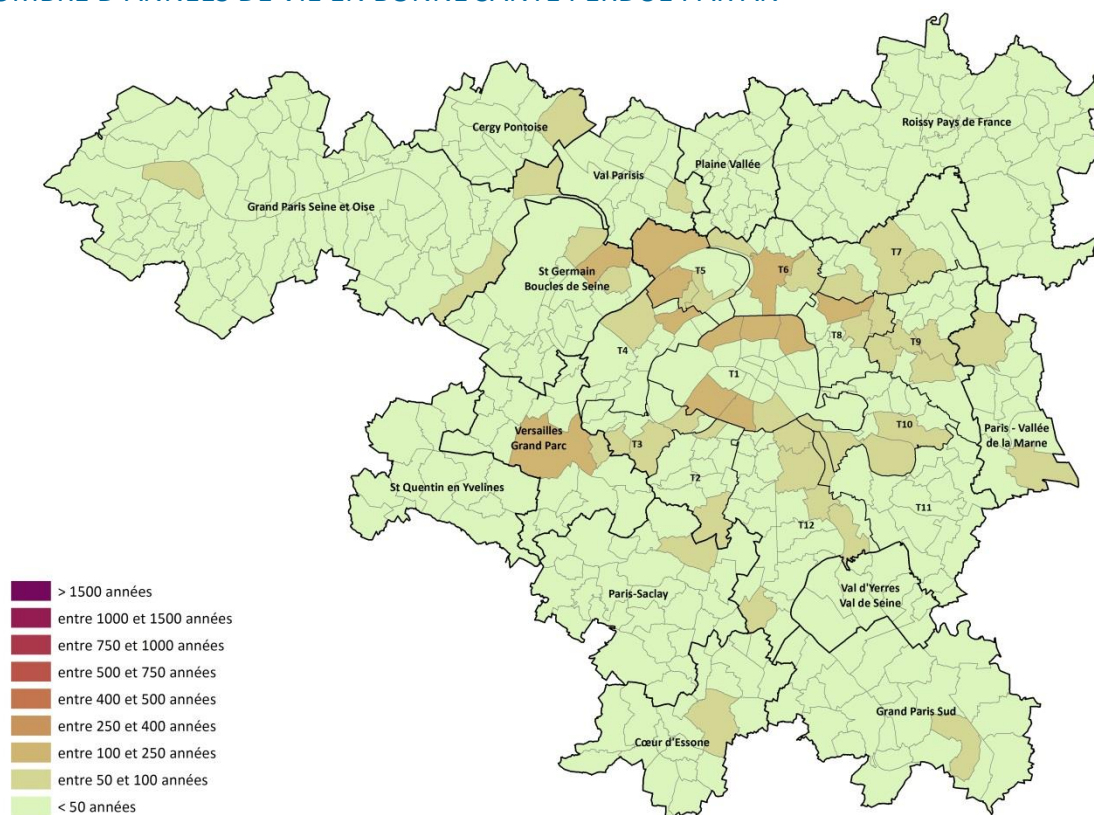 Cergy Pontoise
Roissy Pays de France
Plaine Vallée
Val Parisis
Grand Paris Seine et Oise
T7
St Germain
Boucles de Seine
T5
T6
T8
T9
T4
T1
Versailles
Grand Parc
T3
T10
Paris - Vallée
de la Marne
St Quentin en Yvelines
T2
T11
T12
Paris-Saclay
Val d'Yerres
Val de Seine
Grand Paris Sud
Cœur d'Essone
> 1500 années
entre 1000 et 1500 années
entre 750 et 1000 années
entre 500 et 750 années
entre 400 et 500 années
entre 250 et 400 années
entre 100 et 250 années
entre 50 et 100 années
< 50 années